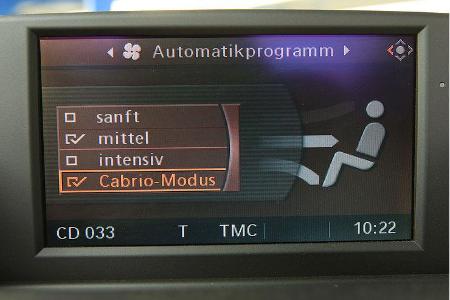 Automatikprogramm
sanft
mittel
intensiv
Cabrio-Modus
CD 033 T TMC 10:22